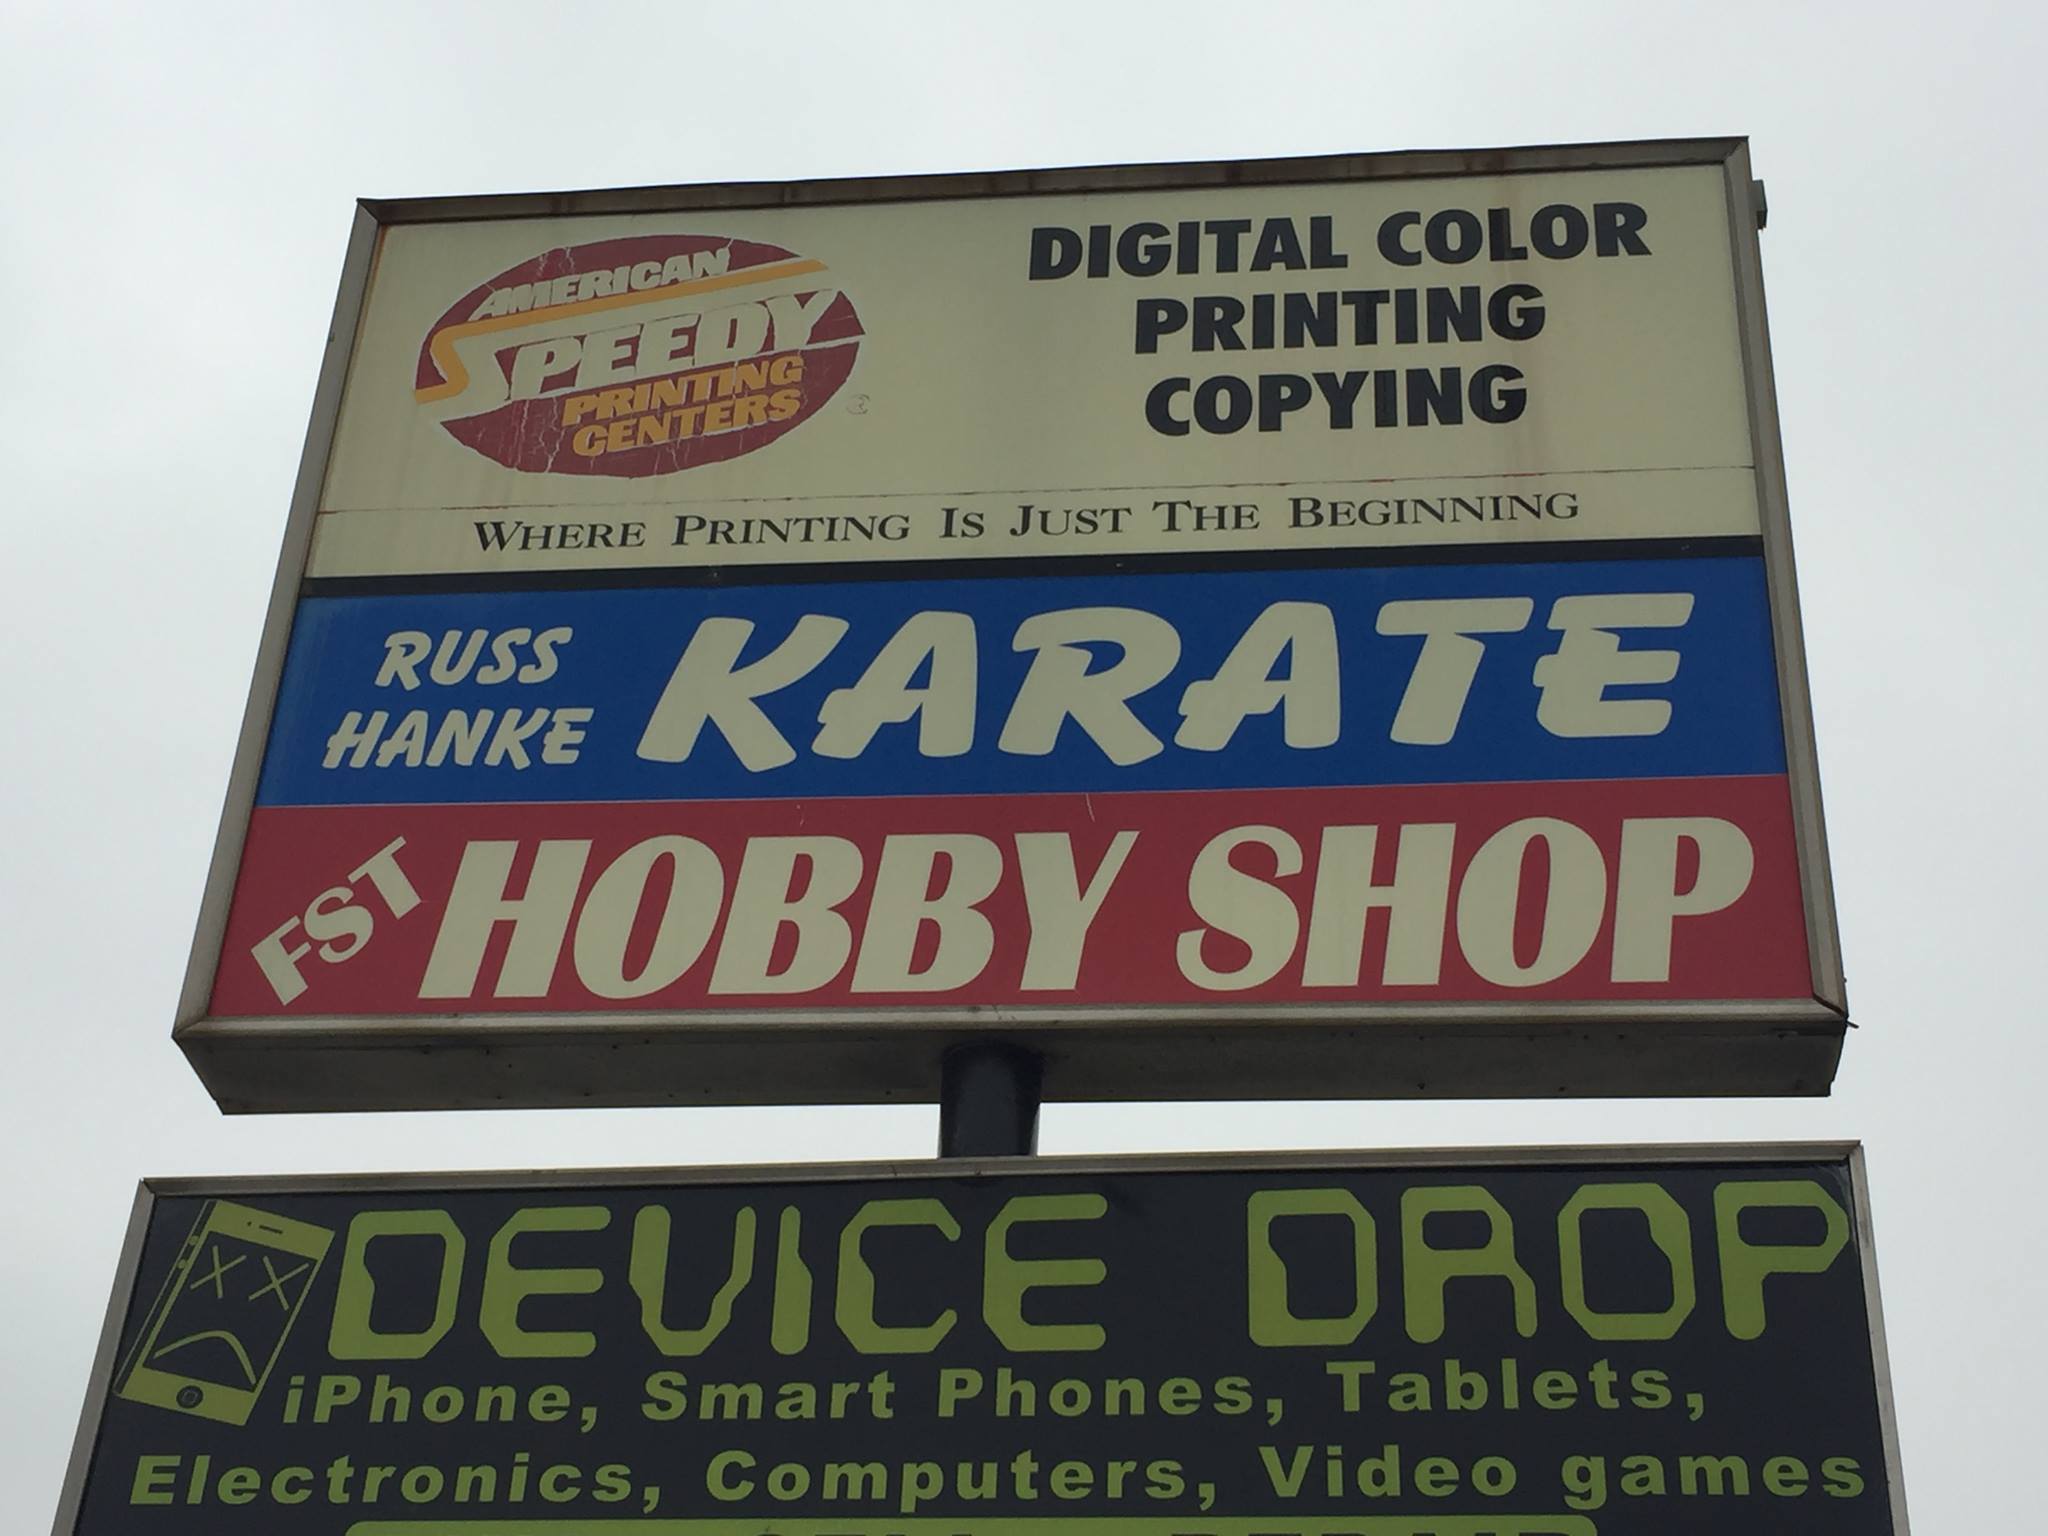 AMERICAN
SPEEDY
PRINTING
CENTERS
DIGITAL COLOR
PRINTING
COPYING
WHERE PRINTING IS JUST THE BEGINNING
RUSS
HANKE
KARATE
FST HOBBY SHOP
DEVICE DROP
iPhone, Smart Phones, Tablets,
Electronics, Computers, Video games